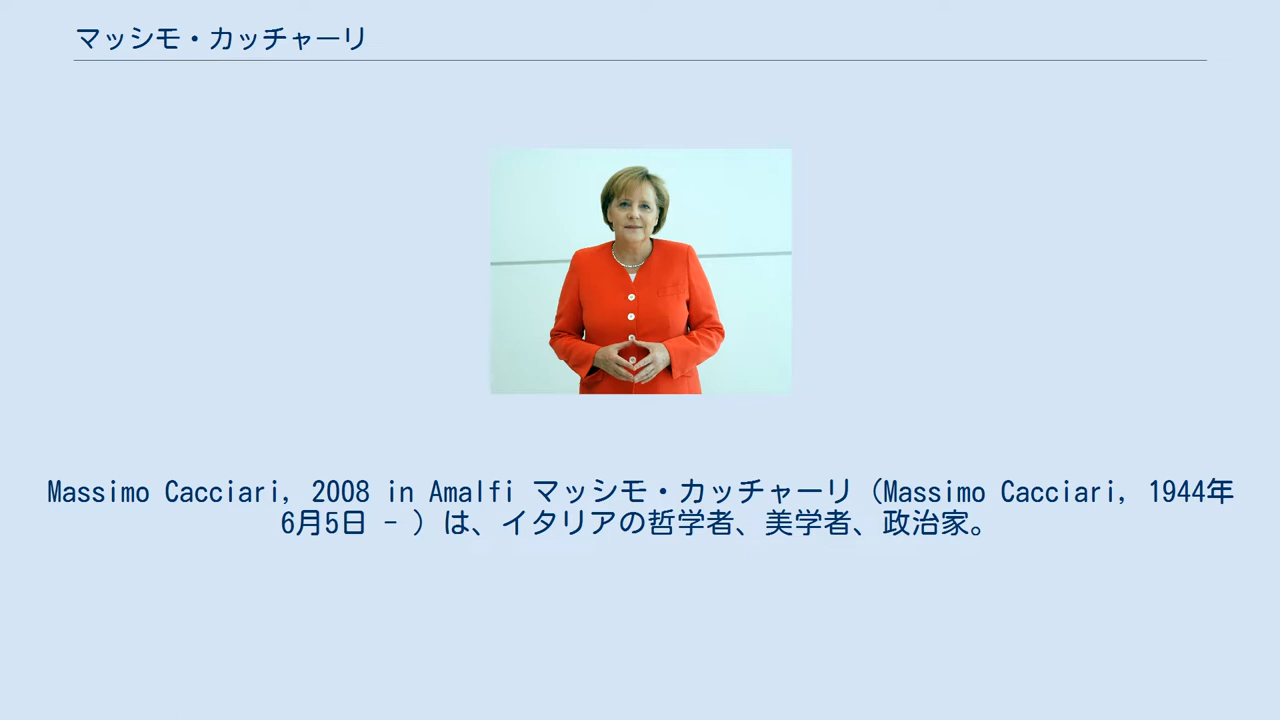 マッシモ・カッチャーリ
Massimo Cacciari, 2008 in Amalfi マッシモ・カッチャーリ（Massimo Cacciari, 1944年
6月5日 - ）は、イタリアの哲学者、美学者、政治家。